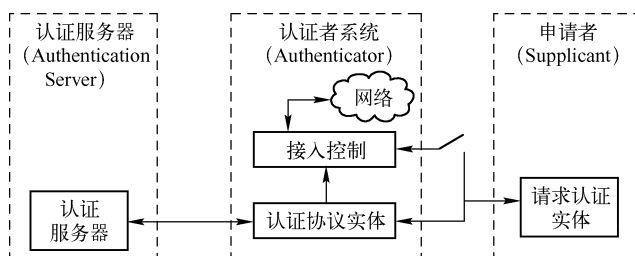 认证服务器
（Authentication
Server）
认证者系统
（Authenticator）
申请者
（Supplicant）
网络
接入控制
认证
服务器
认证协议实体
请求认证
实体